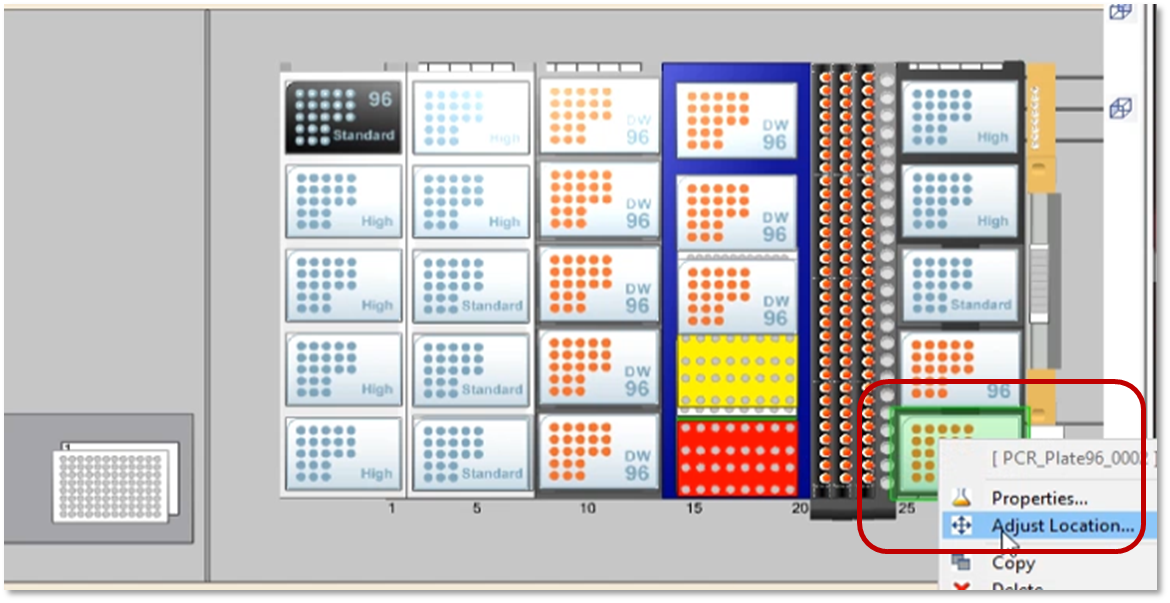 96
Standard
High
DW
96
DW
96
High
High
High
DW
96
DW
96
High
High
Standard
DW
96
DW
96
Standard
High
Standard
DW
96
96
High
Standard
DW
96
1
[ PCR_Plate96_0002 ]
Properties...
Adjust Location...
Copy
Delete
1 5 10 15 20 25